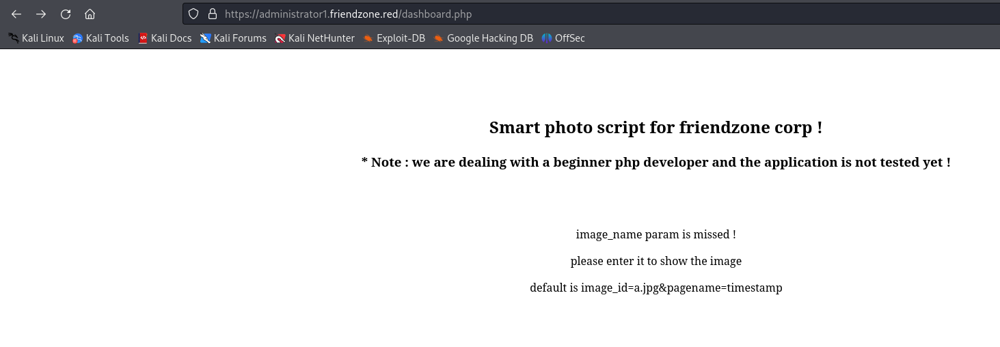 https://administrator1.friendzone.red/dashboard.php
Kali Linux Kali Tools Kali Docs Kali Forums Kali NetHunter Exploit-DB Google Hacking DB OffSec
Smart photo script for friendzone corp !
* Note : we are dealing with a beginner php developer and the application is not tested yet !
image_name param is missed !
please enter it to show the image
default is image_id=a.jpg&pagename=timestamp